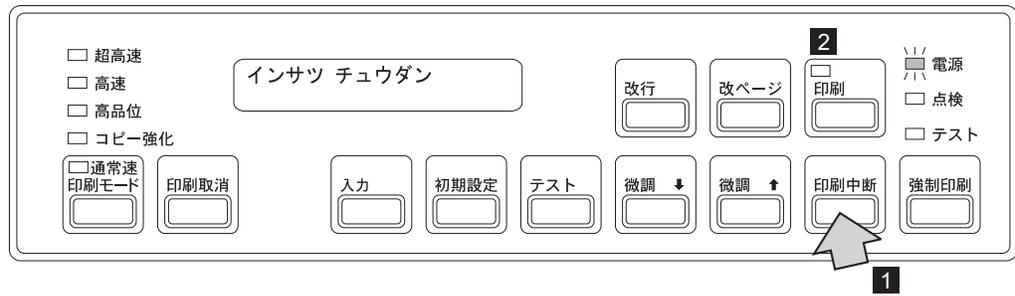 超高速
高速
高品位
コピー強化
通常速
印刷モード
印刷取消
インサツ チュウダン
入力
初期設定
テスト
改行
改ページ
2
印刷
電源
点検
テスト
微調 ⬇
微調 ⬆
印刷中断
強制印刷
1